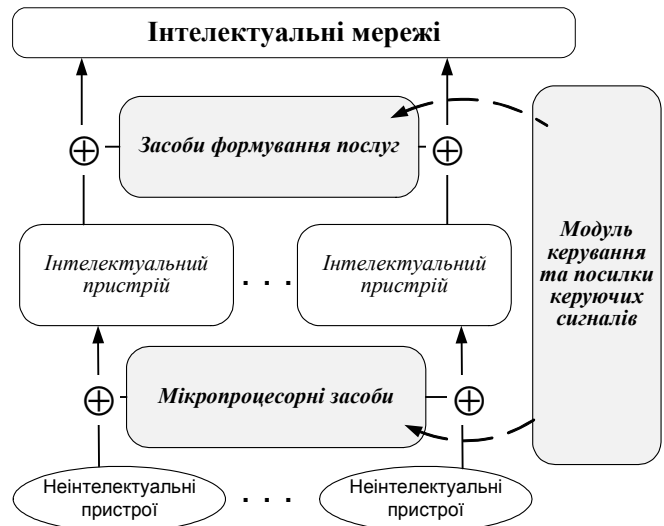 Інтелектуальні мережі
Засоби формування послуг
Модуль
керування
та посилки
керуючих
сигналів
Інтелектуальний
пристрій
. . .
Інтелектуальний
пристрій
Мікропроцесорні засоби
Неінтелектуальні
пристрої
. . .
Неінтелектуальні
пристрої